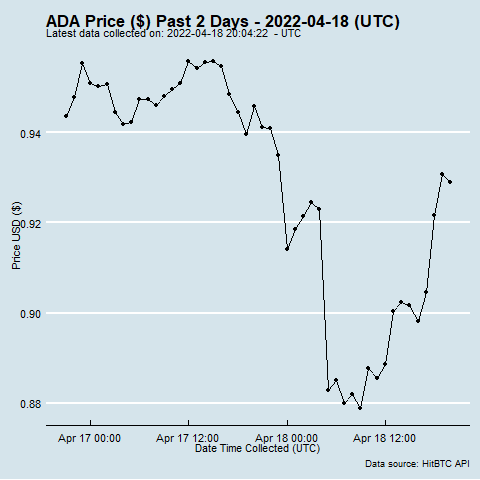 ADA Price ($) Past 2 Days - 2022-04-18 (UTC)
Latest data collected on: 2022-04-18 20:04:22  - UTC
Price USD ($)
0.94
0.92
0.90
0.88
Apr 17 00:00
Apr 17 12:00
Apr 18 00:00
Apr 18 12:00
Date Time Collected (UTC)
Data source: HitBTC API